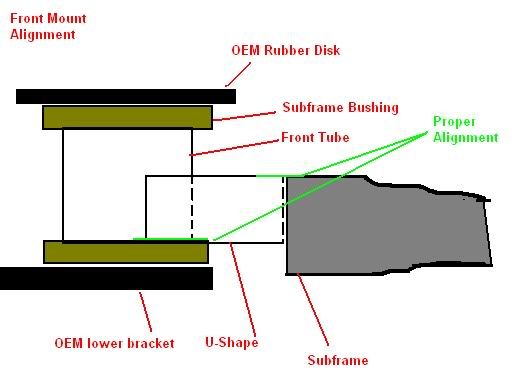 Front Mount
Alignment
OEM Rubber Disk
Subframe Bushing
Proper
Alignment
Front Tube
OEM lower bracket
U-Shape
Subframe